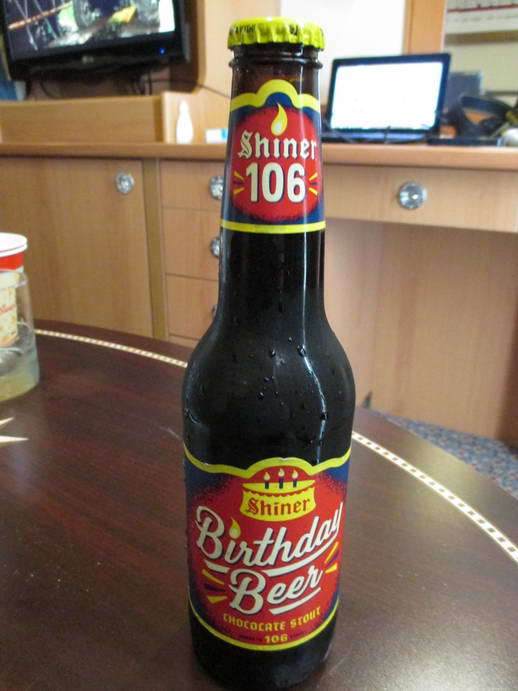 Shiner
106
Shiner
Birthday
Beer
CHOCOLATE STOUT
106